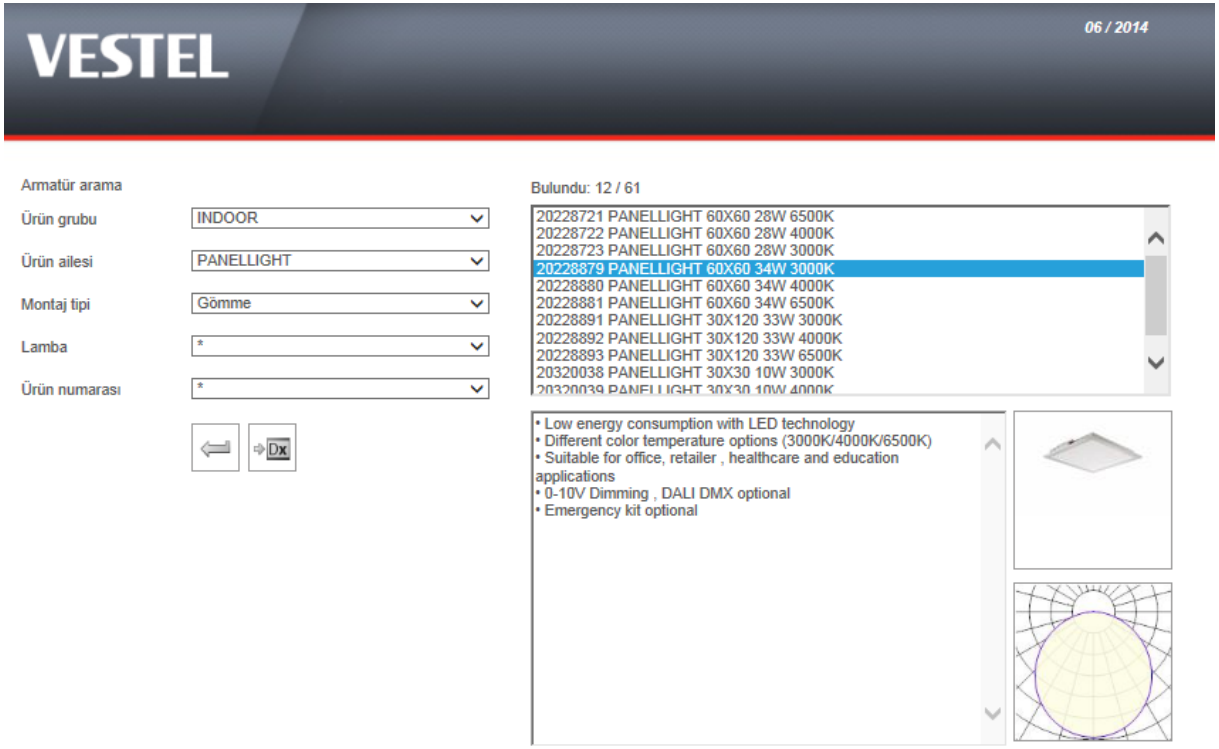 VESTEL
06 / 2014
Armatür arama
Ürün grubu
INDOOR
Ürün ailesi
PANELLIGHT
Montaj tipi
Gömme
Lamba
*
Ürün numarası
*
Dx
Bulundu: 12 / 61
20228721 PANELLIGHT 60X60 28W 6500K
20228722 PANELLIGHT 60X60 28W 4000K
20228723 PANELLIGHT 60X60 28W 3000K
20228879 PANELLIGHT 60X60 34W 3000K
20228880 PANELLIGHT 60X60 34W 4000K
20228881 PANELLIGHT 60X60 34W 6500K
20228891 PANELLIGHT 30X120 33W 3000K
20228892 PANELLIGHT 30X120 33W 4000K
20228893 PANELLIGHT 30X120 33W 6500K
20320038 PANELLIGHT 30X30 10W 3000K
20320039 PANELLIGHT 30X30 10W 4000K
• Low energy consumption with LED technology
• Different color temperature options (3000K/4000K/6500K)
• Suitable for office, retailer , healthcare and education
applications
• 0-10V Dimming , DALI DMX optional
• Emergency kit optional